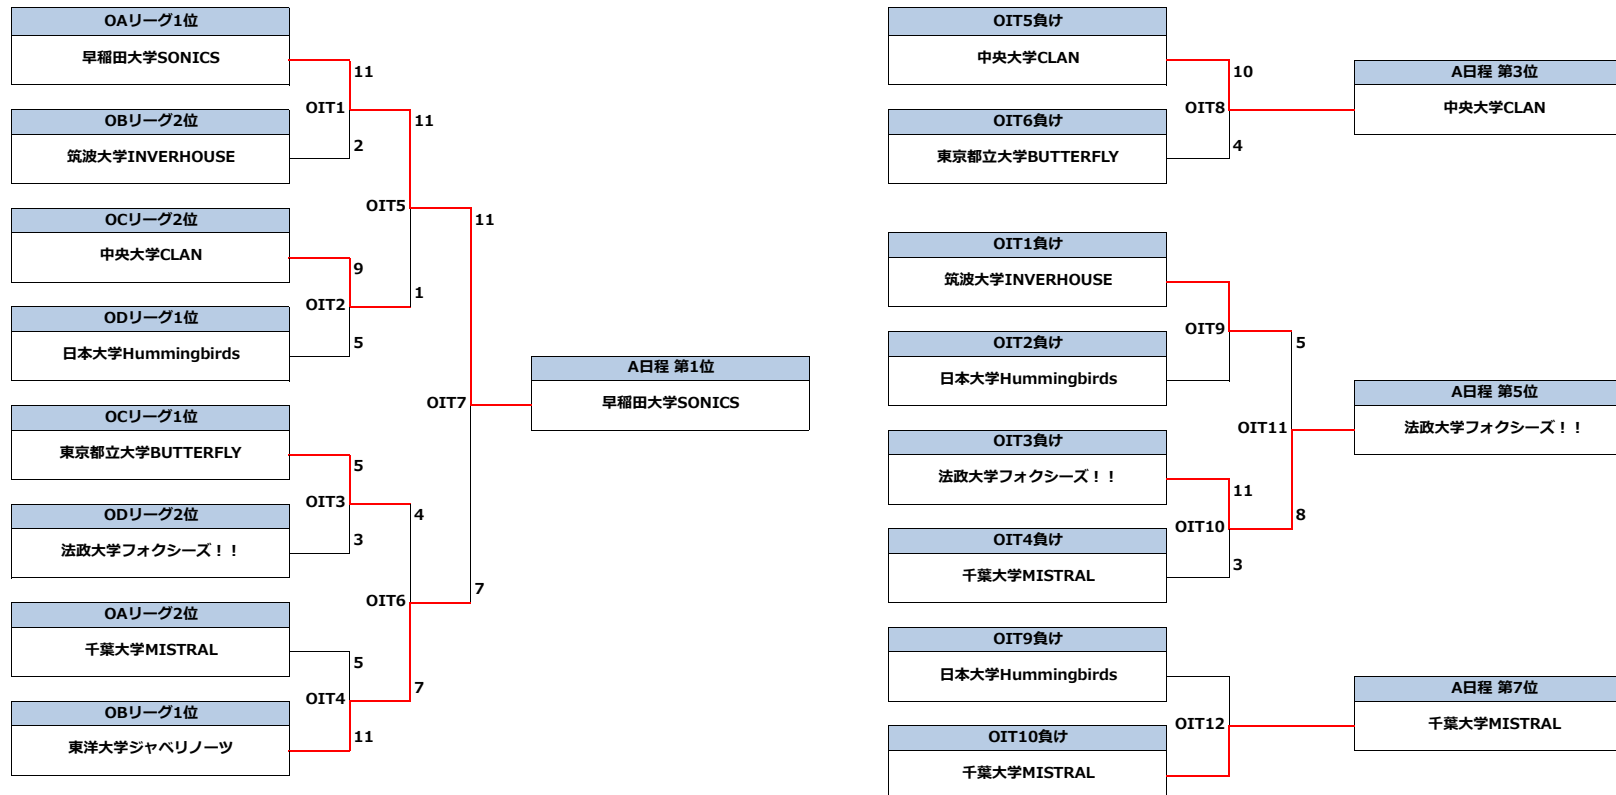 OAリーグ1位
早稲田大学SONICS
11
OIT1
OBリーグ2位
筑波大学INVERHOUSE
2
11
OIT5
OCリーグ2位
中央大学CLAN
9
OIT2
1
ODリーグ1位
日本大学Hummingbirds
5
11
OIT7
A日程 第1位
早稲田大学SONICS
OCリーグ1位
東京都立大学BUTTERFLY
5
OIT3
4
ODリーグ2位
法政大学フォクシーズ！！
3
OIT6
7
OAリーグ2位
千葉大学MISTRAL
5
OIT4
7
OBリーグ1位
東洋大学ジャベリノーツ
11
OIT5負け
中央大学CLAN
10
OIT8
OIT6負け
東京都立大学BUTTERFLY
4
A日程 第3位
中央大学CLAN
OIT1負け
筑波大学INVERHOUSE
OIT9
5
OIT2負け
日本大学Hummingbirds
OIT11
A日程 第5位
法政大学フォクシーズ！！
OIT3負け
法政大学フォクシーズ！！
11
OIT10
8
OIT4負け
千葉大学MISTRAL
3
OIT9負け
日本大学Hummingbirds
OIT12
OIT10負け
千葉大学MISTRAL
A日程 第7位
千葉大学MISTRAL